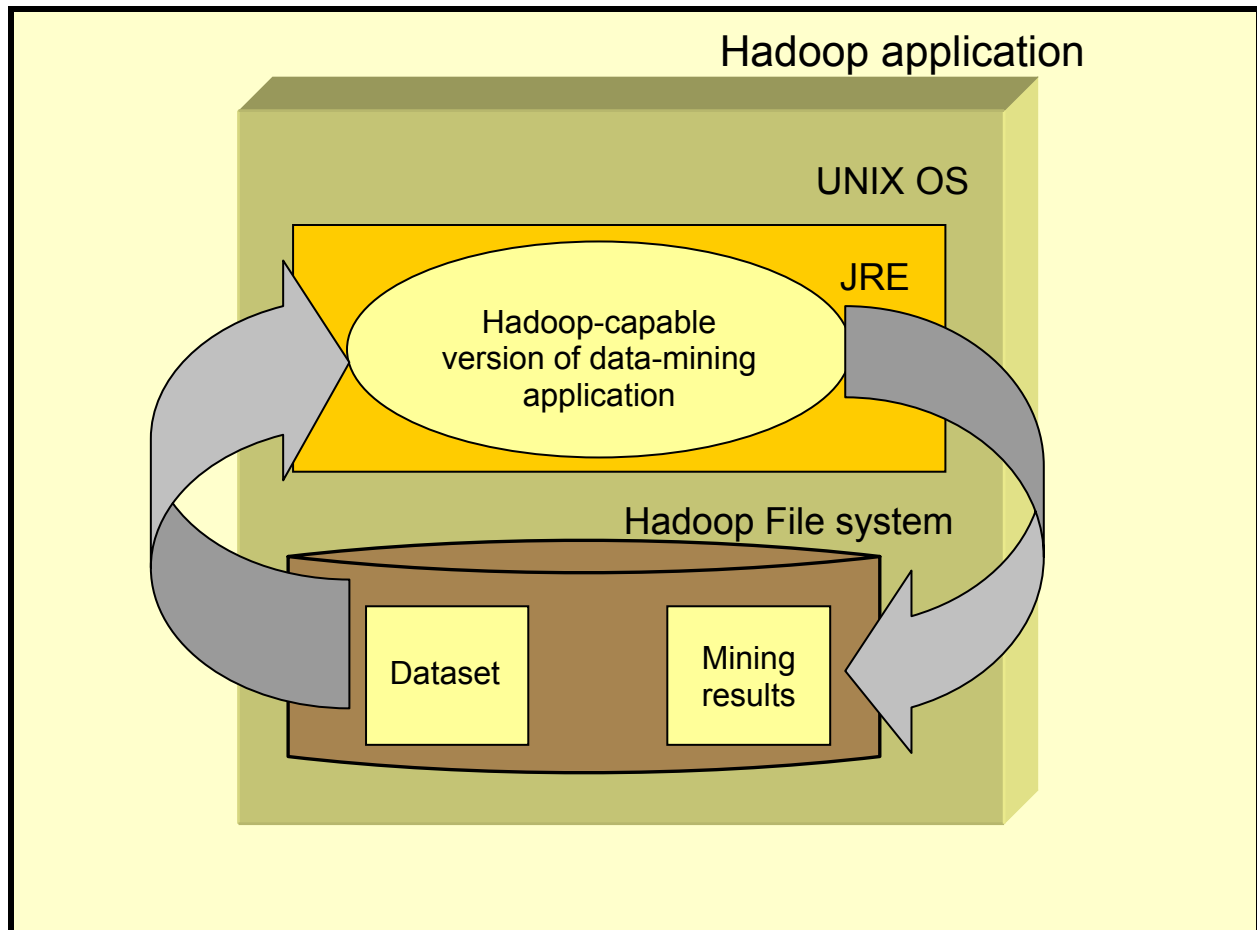 Hadoop application
UNIX OS
JRE
Hadoop-capable
version of data-mining
application
Hadoop File system
Dataset
Mining
results